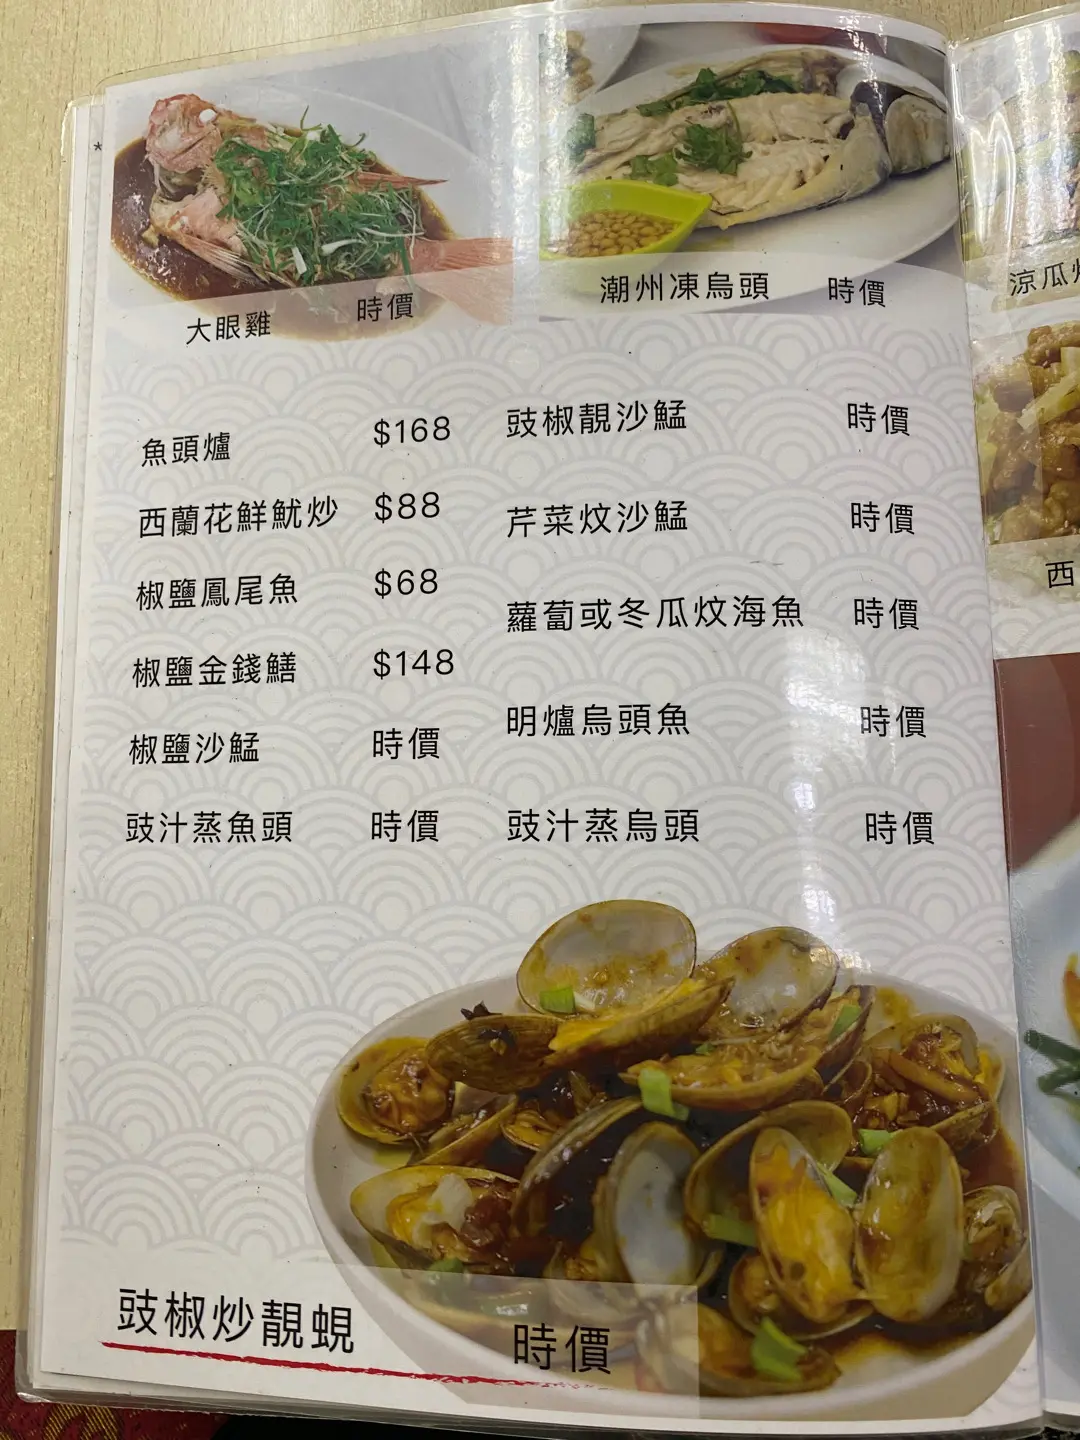 *
大眼雞 時價
潮州凍烏頭 時價
魚頭爐 $168
西蘭花鮮魷炒 $88
椒鹽鳳尾魚 $68
椒鹽金錢鱔 $148
椒鹽沙鯭 時價
豉汁蒸魚頭 時價
豉椒靚沙鯭 時價
芹菜炆沙鯭 時價
蘿蔔或冬瓜炆海魚 時價
明爐烏頭魚 時價
豉汁蒸烏頭 時價
豉椒炒靚蜆 時價
涼瓜
西